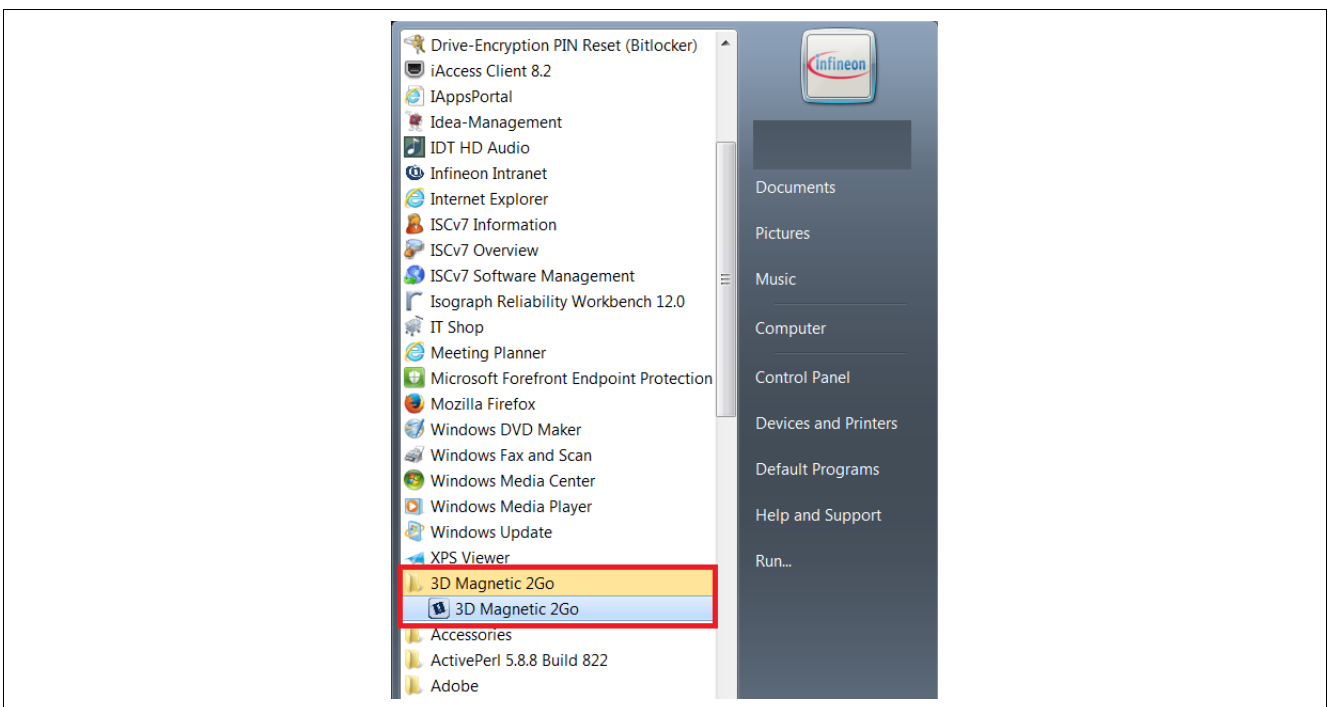 Drive-Encryption PIN Reset (Bitlocker)
iAccess Client 8.2
IAppsPortal
Idea-Management
IDT HD Audio
Infineon Intranet
Internet Explorer
ISCv7 Information
ISCv7 Overview
ISCv7 Software Management
Isograph Reliability Workbench 12.0
IT Shop
Meeting Planner
Microsoft Forefront Endpoint Protection
Mozilla Firefox
Windows DVD Maker
Windows Fax and Scan
Windows Media Center
Windows Media Player
Windows Update
XPS Viewer
3D Magnetic 2Go
3D Magnetic 2Go
Accessories
ActivePerl 5.8.8 Build 822
Adobe
infineon
Documents
Pictures
Music
Computer
Control Panel
Devices and Printers
Default Programs
Help and Support
Run...